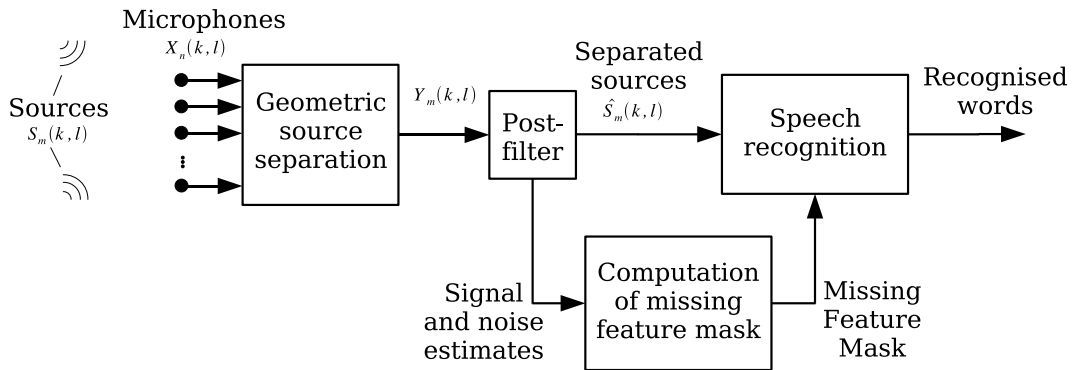 Microphones
X_n(k,l)
Sources
S_m(k,l)
Geometric
source
separation
Y_m(k,l)
Post-
filter
Separated
sources
Ŝ_m(k,l)
Speech
recognition
Recognised
words
Signal
and noise
estimates
Computation
of missing
feature mask
Missing
Feature
Mask